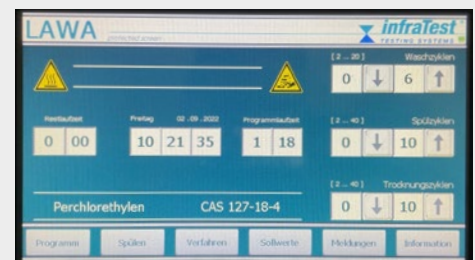 LAWA
infraTest
TESTING SYSTEMS
[ 2 ... 20 ] Waschzyklen
0 6
Restlaufzeit Freitag 02 .09 .2022 Programmlaufzeit
0 00 10 21 35 1 18
[ 2 ... 40 ] Spülzyklen
0 10
[ 2 ... 40 ] Trocknungszyklen
0 10
Perchlorethylen CAS 127-18-4
Programm Spülen Verfahren Sollwerte Meldungen Information